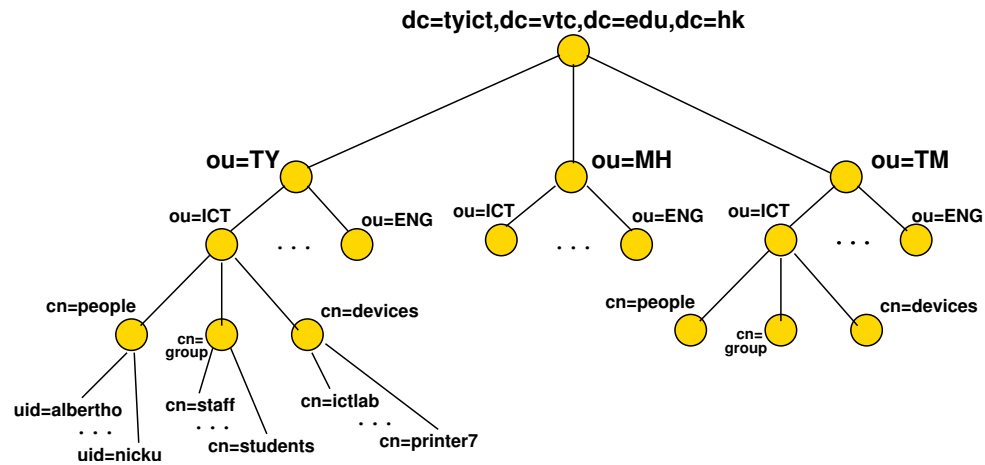 dc=tyict,dc=vtc,dc=edu,dc=hk
ou=TY
ou=MH
ou=TM
ou=ICT
ou=ENG
. . .
ou=ICT
ou=ENG
. . .
ou=ICT
ou=ENG
. . .
cn=people
cn=
group
cn=devices
cn=people
cn=
group
cn=devices
uid=albertho
. . .
uid=nicku
cn=staff
. . .
cn=students
cn=ictlab
. . .
cn=printer7